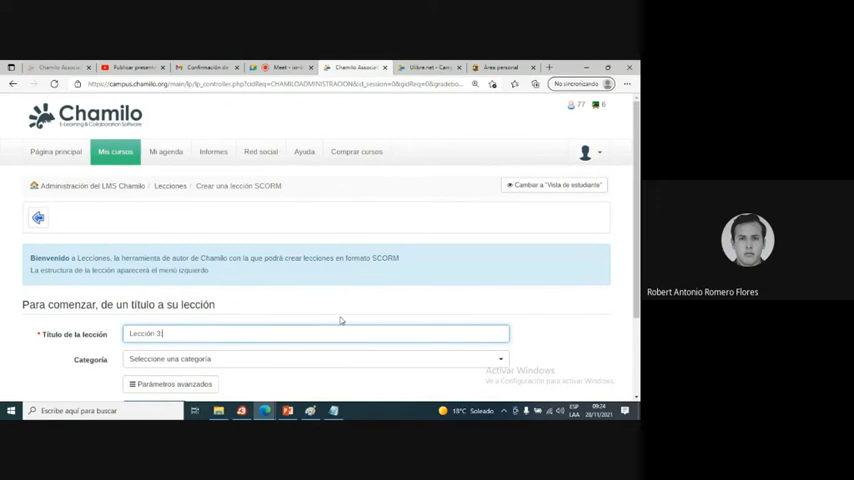 Chamilo Associat
Publicar present
Confirmación de
Meet -
Chamilo Associat
Ulibre.net - Cam
Área personal
https://campus.chamilo.org/main/lp/lp_controller.php?cidReq=CHAMILOADMINISTRACION&id_session=0&gidReq=0&gradebo...
No sincronizando
Chamilo
E-Learning & Collaboration Software
77 6
Página principal Mis cursos Mi agenda Informes Red social Ayuda Comprar cursos
Administración del LMS Chamilo / Lecciones / Crear una lección SCORM
Cambiar a "Vista de estudiante"
Bienvenido a Lecciones, la herramienta de autor de Chamilo con la que podrá crear lecciones en formato SCORM
La estructura de la lección aparecerá el menú izquierdo
Para comenzar, de un título a su lección
* Título de la lección Lección 3:
Categoría Seleccione una categoría
Parámetros avanzados
Activar Windows
Ve a Configuración para activar Windows.
Escribe aquí para buscar
18°C Soleado
ESP
LAA
09:24
28/11/2021
Robert Antonio Romero Flores